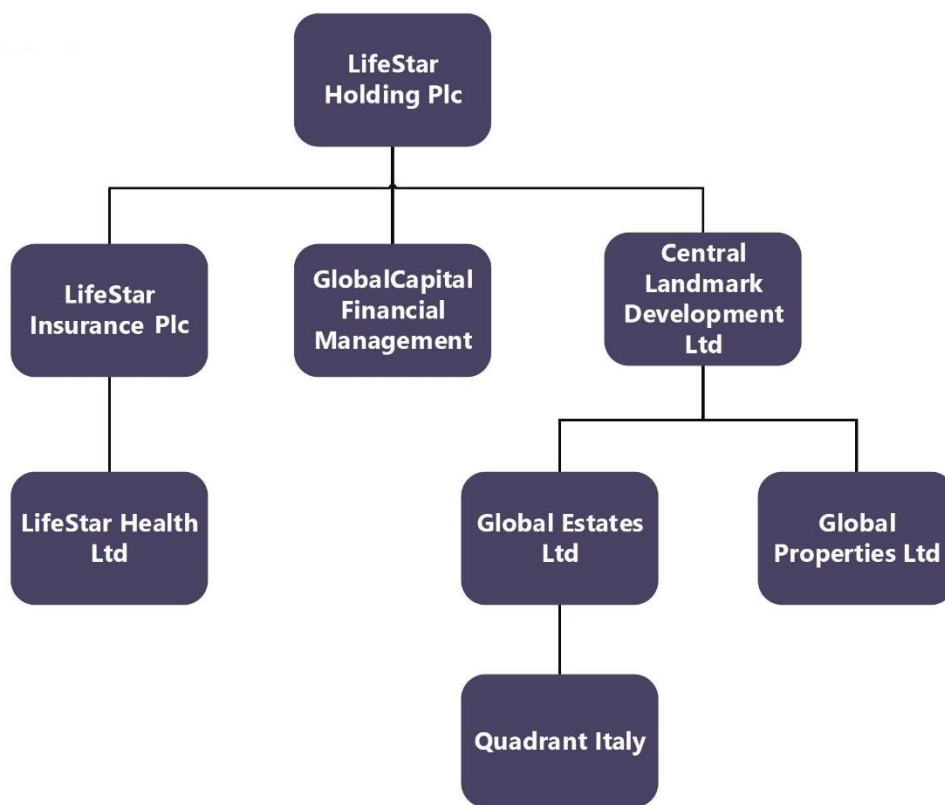 LifeStar
Holding Plc
LifeStar
Insurance Plc
GlobalCapital
Financial
Management
Central
Landmark
Development
Ltd
LifeStar Health
Ltd
Global Estates
Ltd
Global
Properties Ltd
Quadrant Italy